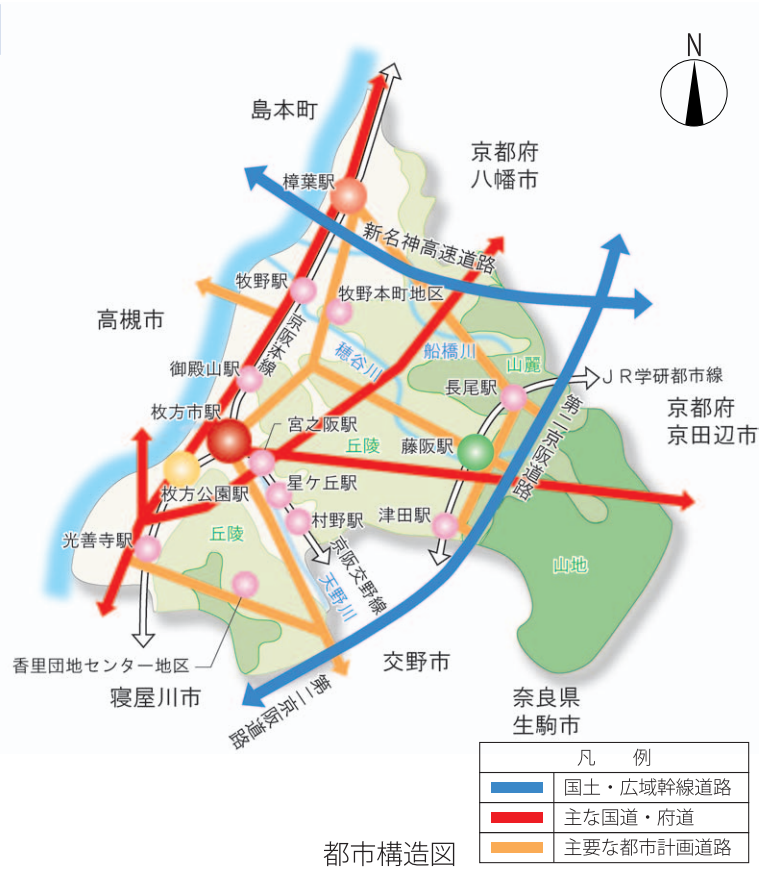 N
島本町
京都府
八幡市
樟葉駅
新名神高速道路
牧野駅
牧野本町地区
高槻市
京阪本線
穂谷川
船橋川
山麓
御殿山駅
長尾駅
JR学研都市線
枚方市駅
宮之阪駅
京都府
京田辺市
丘陵
藤阪駅
第二京阪道路
枚方公園駅
星ケ丘駅
村野駅
津田駅
光善寺駅
丘陵
京阪交野線
天野川
山地
香里団地センター地区
交野市
寝屋川市
第二京阪道路
奈良県
生駒市
凡 例
国土・広域幹線道路
主な国道・府道
主要な都市計画道路
都市構造図